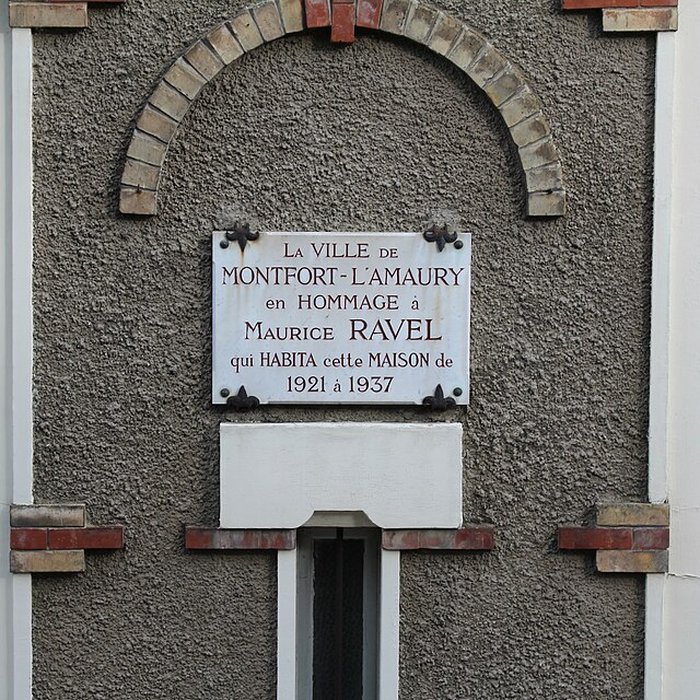 La VILLE de
MONTFORT-L'AMAURY
en HOMMAGE à
Maurice RAVEL
qui HABITA cette MAISON de
1921 à 1937